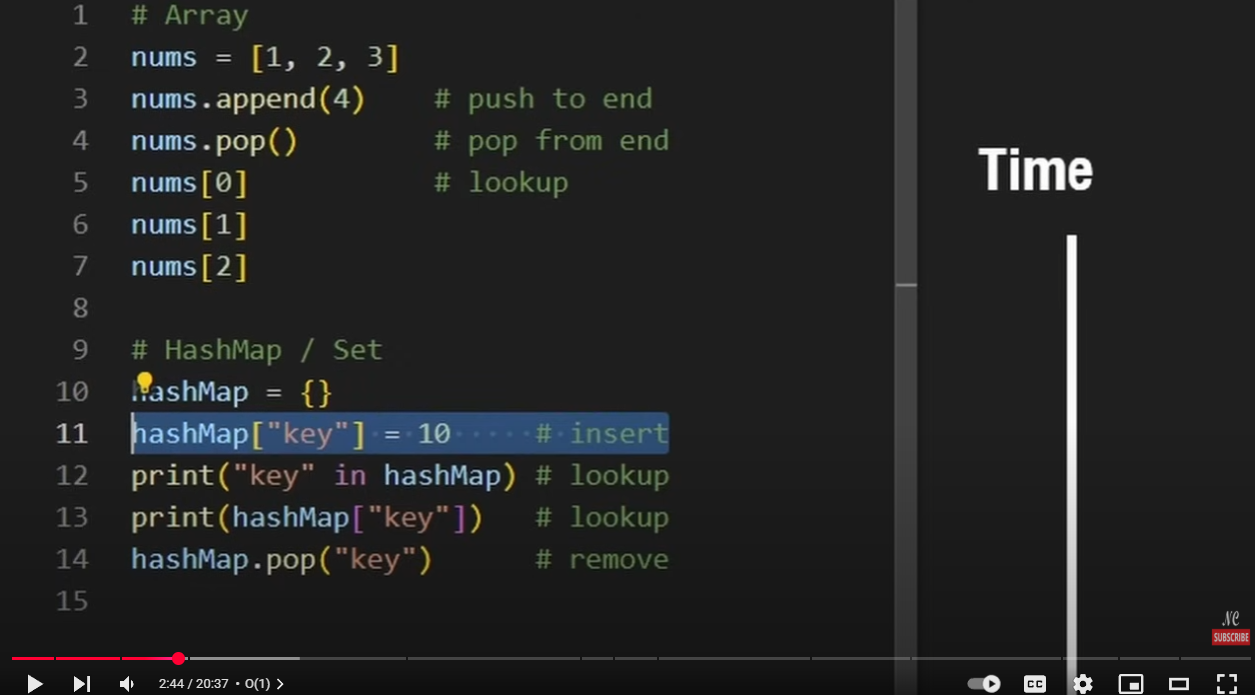 1 # Array
2 nums = [1, 2, 3]
3 nums.append(4) # push to end
4 nums.pop() # pop from end
5 nums[0] # lookup
6 nums[1]
7 nums[2]
8
9 # HashMap / Set
10 hashMap = {}
11 hashMap["key"] = 10 # insert
12 print("key" in hashMap) # lookup
13 print(hashMap["key"]) # lookup
14 hashMap.pop("key") # remove
15
Time
NC
SUBSCRIBE
2:44 / 20:37 • O(1) >
CC